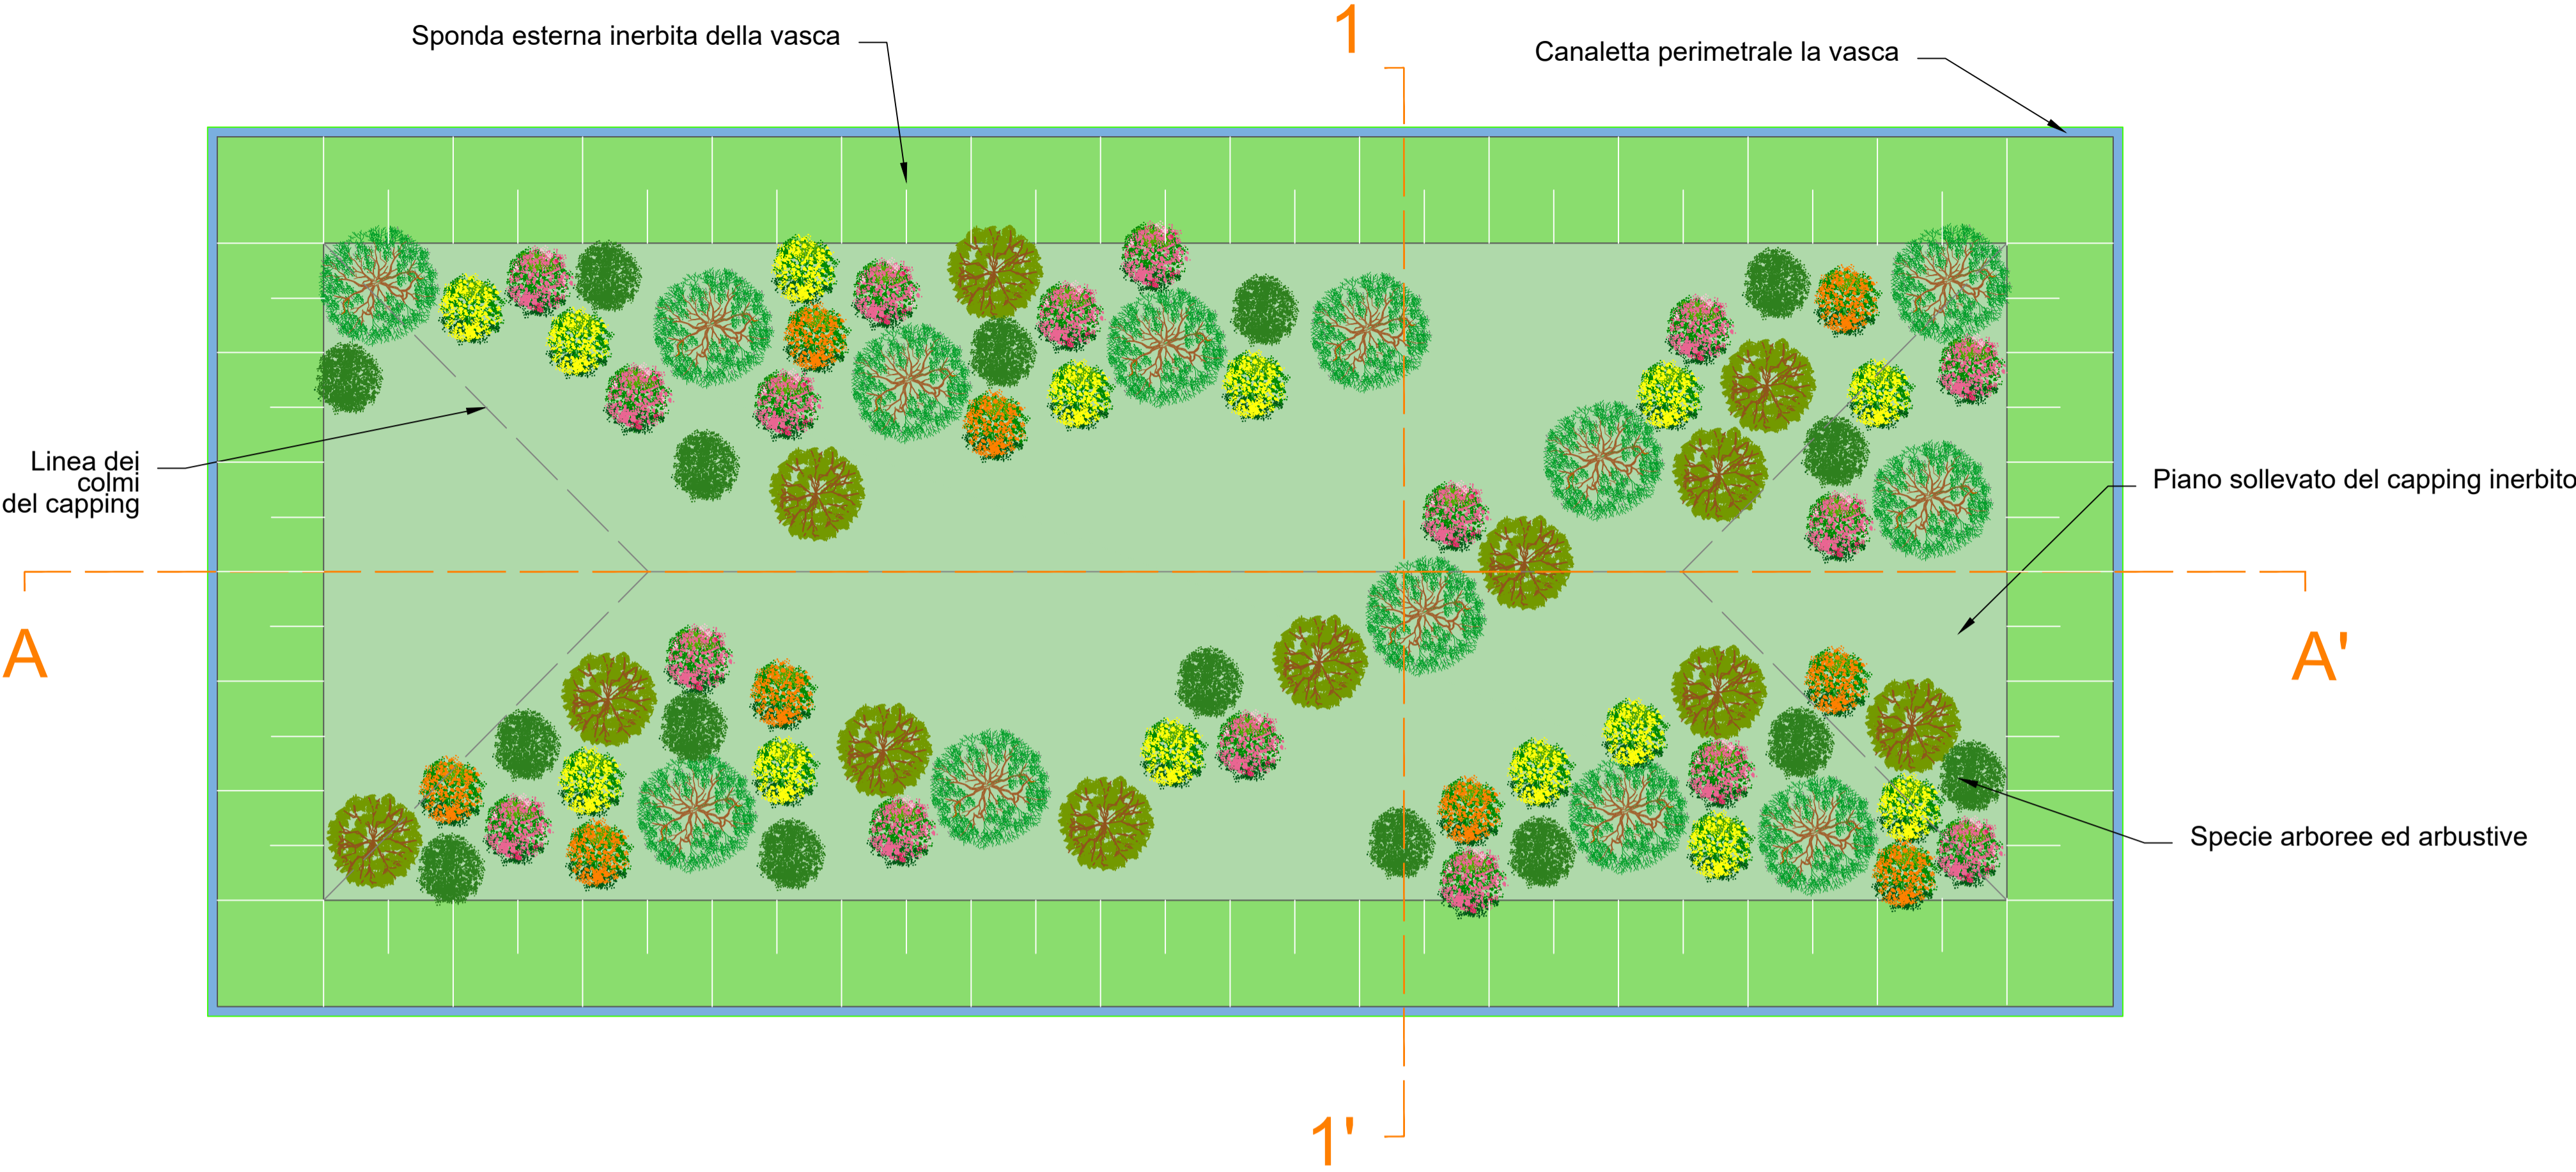 1
Sponda esterna inerbita della vasca
Canaletta perimetrale la vasca
Linea dei
colmi
del capping
Piano sollevato del capping inerbito
A
A'
Specie arboree ed arbustive
1'